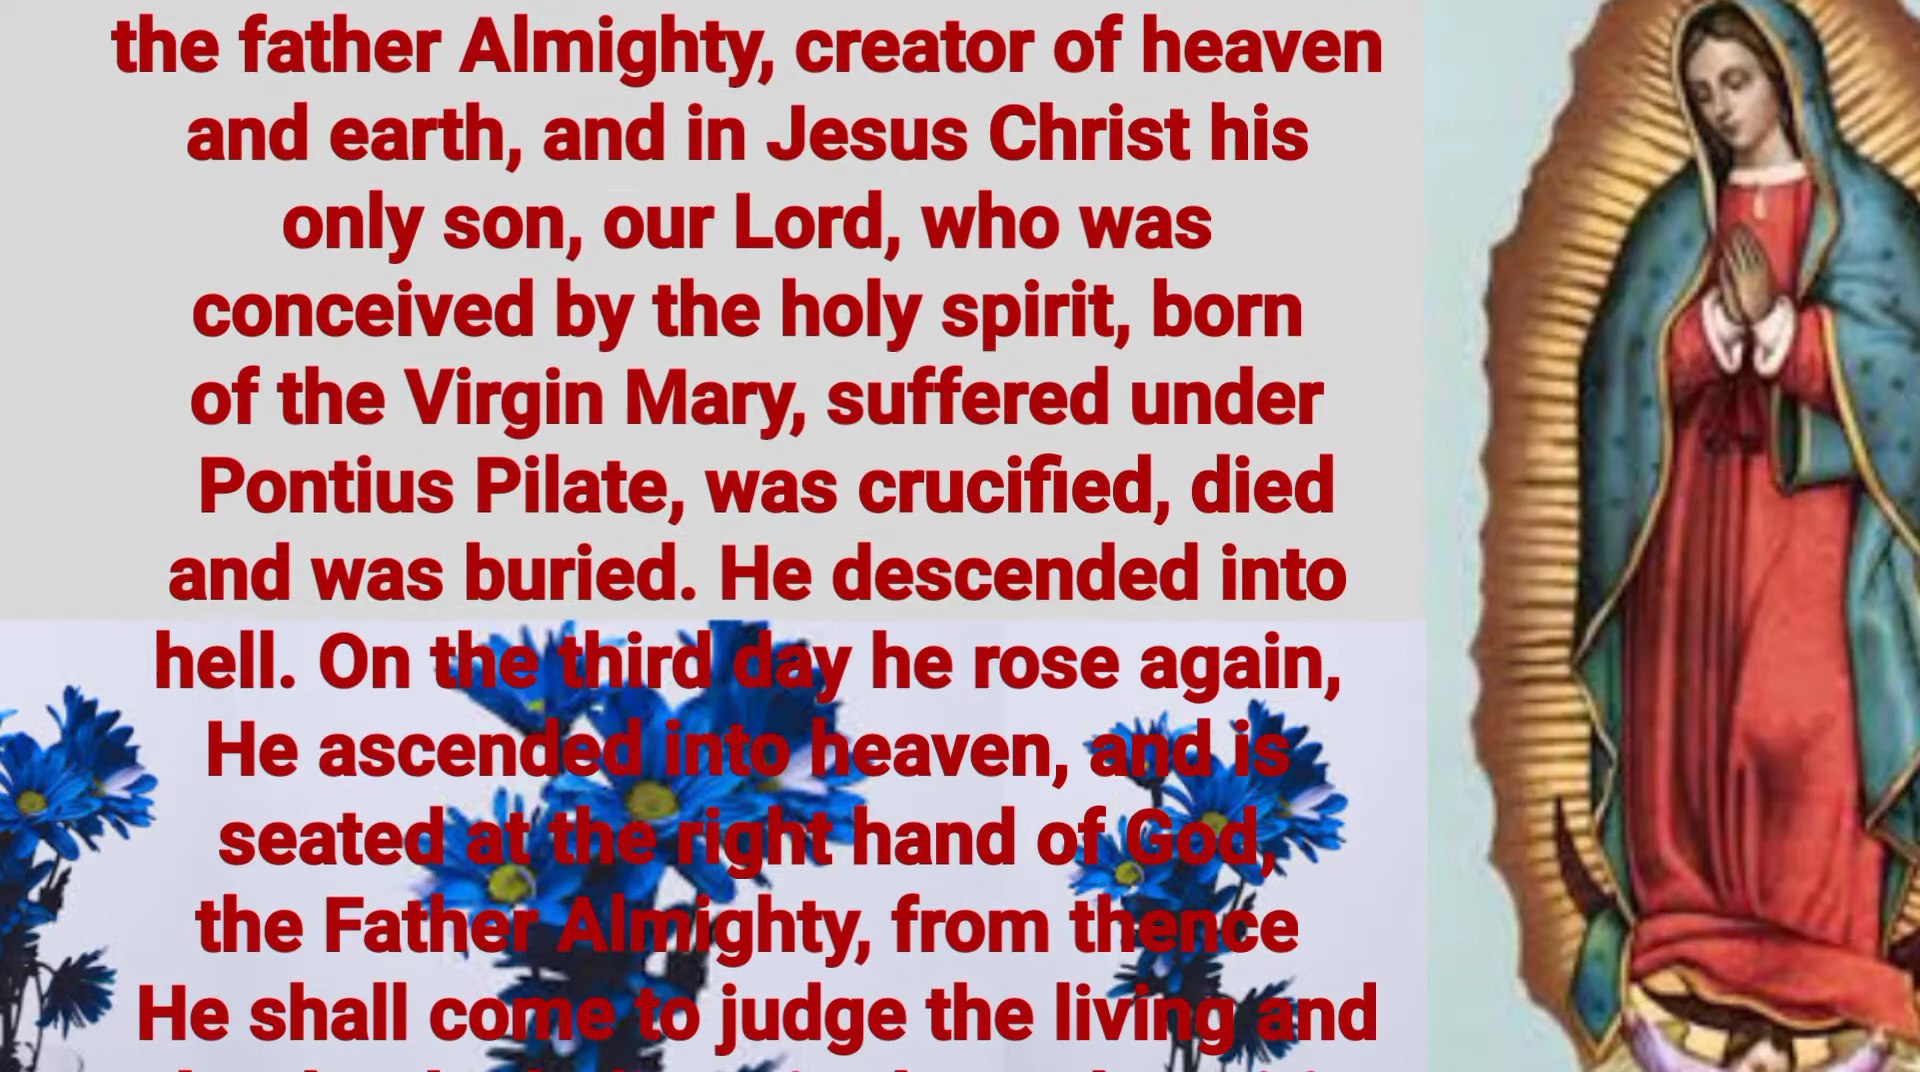 the father Almighty, creator of heaven
and earth, and in Jesus Christ his
only son, our Lord, who was
conceived by the holy spirit, born
of the Virgin Mary, suffered under
Pontius Pilate, was crucified, died
and was buried. He descended into
hell. On the third day he rose again,
He ascended into heaven, and is
seated at the right hand of God,
the Father Almighty, from thence
He shall come to judge the living and